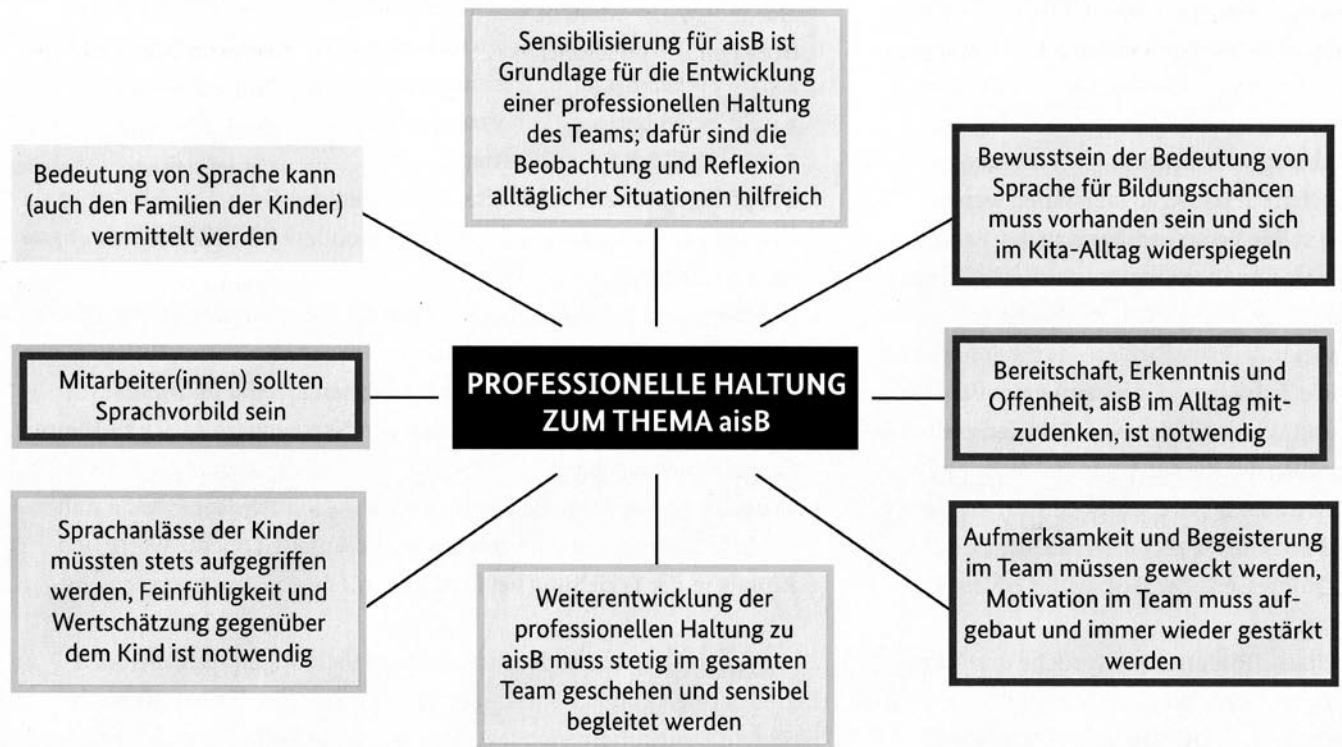 Sensibilisierung für aisB ist
Grundlage für die Entwicklung
einer professionellen Haltung
des Teams; dafür sind die
Beobachtung und Reflexion
alltäglicher Situationen hilfreich
Bedeutung von Sprache kann
(auch den Familien der Kinder)
vermittelt werden
Bewusstsein der Bedeutung von
Sprache für Bildungschancen
muss vorhanden sein und sich
im Kita-Alltag widerspiegeln
Mitarbeiter(innen) sollten
Sprachvorbild sein
PROFESSIONELLE HALTUNG
ZUM THEMA aisB
Bereitschaft, Erkenntnis und
Offenheit, aisB im Alltag mit-
zudenken, ist notwendig
Sprachanlässe der Kinder
müssten stets aufgegriffen
werden, Feinfühligkeit und
Wertschätzung gegenüber
dem Kind ist notwendig
Weiterentwicklung der
professionellen Haltung zu
aisB muss stetig im gesamten
Team geschehen und sensibel
begleitet werden
Aufmerksamkeit und Begeisterung
im Team müssen geweckt werden,
Motivation im Team muss auf-
gebaut und immer wieder gestärkt
werden